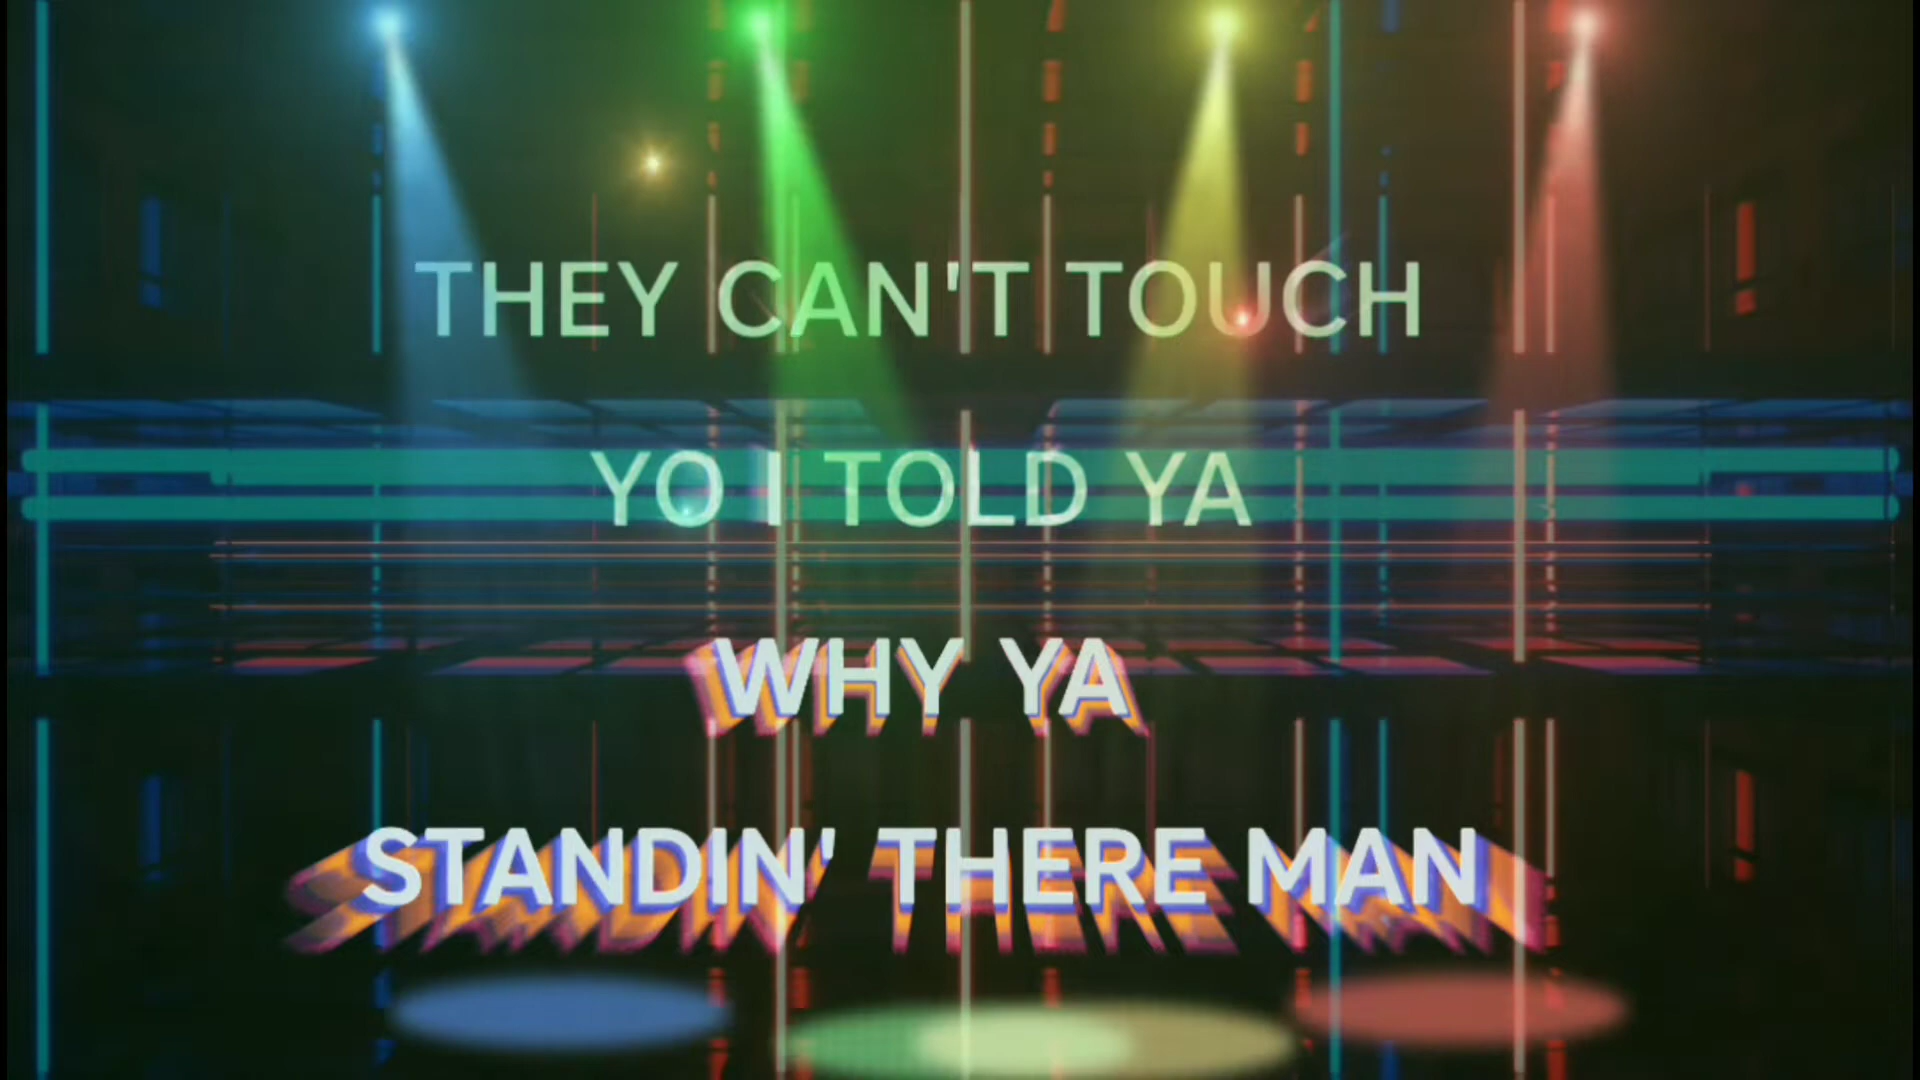 THEY CAN'T TOUCH
YO I TOLD YA
WHY YA
STANDIN' THERE MAN